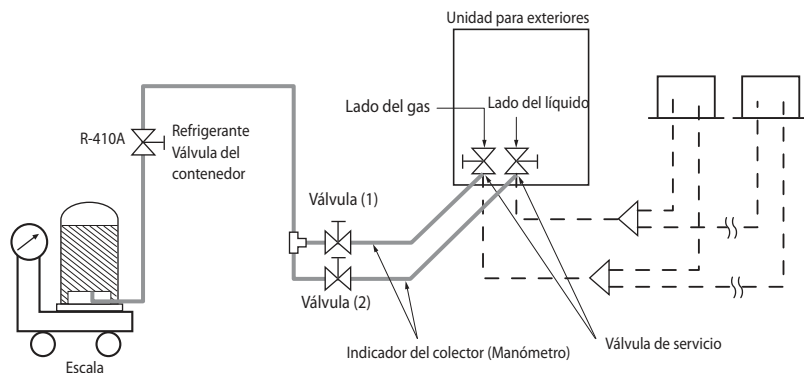 Unidad para exteriores
Lado del gas
Lado del líquido
R-410A
Refrigerante
Válvula del
contenedor
Válvula (1)
Válvula (2)
Indicador del colector (Manómetro)
Válvula de servicio
Escala